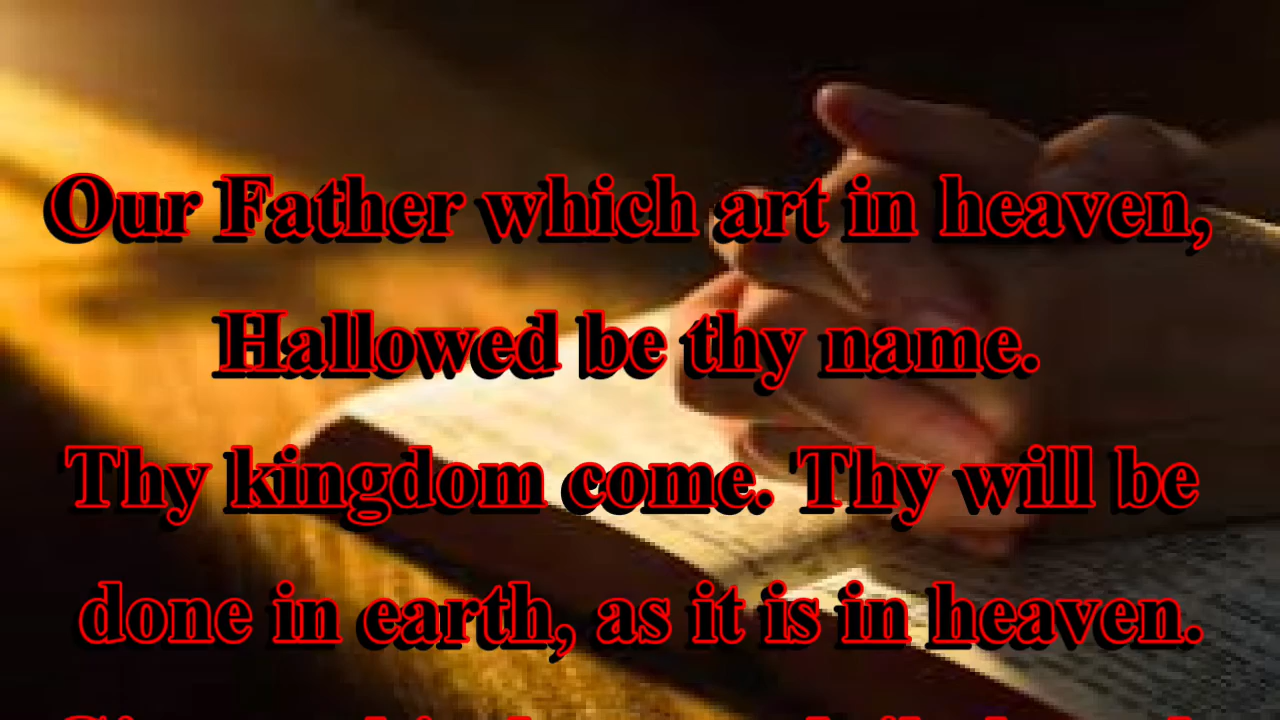 Our Father which art in heaven,
Hallowed be thy name.
Thy kingdom come. Thy will be
done in earth, as it is in heaven.